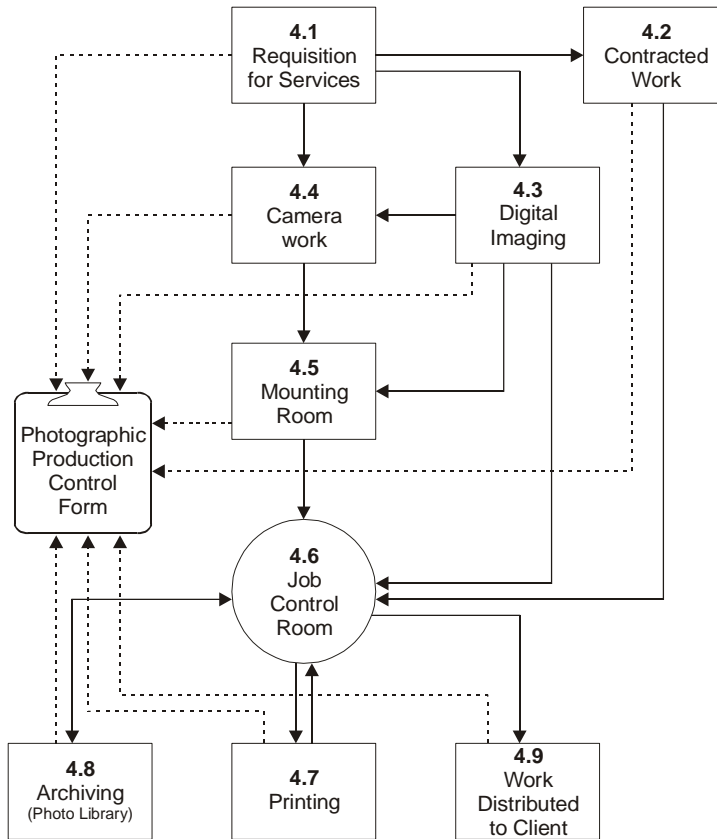 4.1
Requisition
for Services
4.2
Contracted
Work
4.4
Camera
work
4.3
Digital
Imaging
4.5
Mounting
Room
Photographic
Production
Control
Form
4.6
Job
Control
Room
4.8
Archiving
(Photo Library)
4.7
Printing
4.9
Work
Distributed
to Client